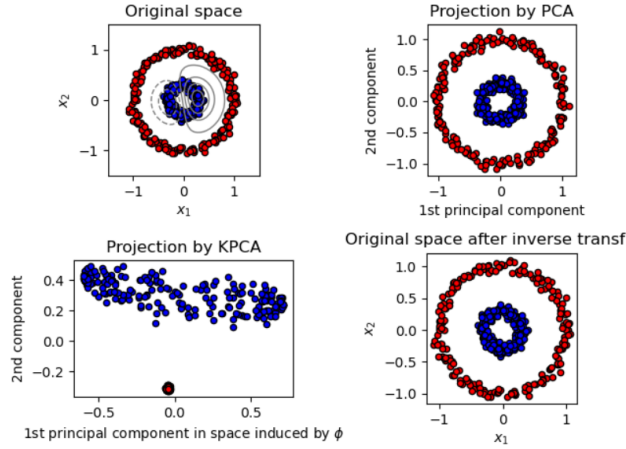 Original space
1
0
−1
x₂
−1
0
1
x₁
Projection by PCA
1.0
0.5
0.0
−0.5
−1.0
2nd component
−1
0
1
1st principal component
Projection by KPCA
0.4
0.2
0.0
−0.2
2nd component
−0.5
0.0
0.5
1st principal component in space induced by ϕ
Original space after inverse transf
1.0
0.5
0.0
−0.5
−1.0
x₂
−1
0
1
x₁